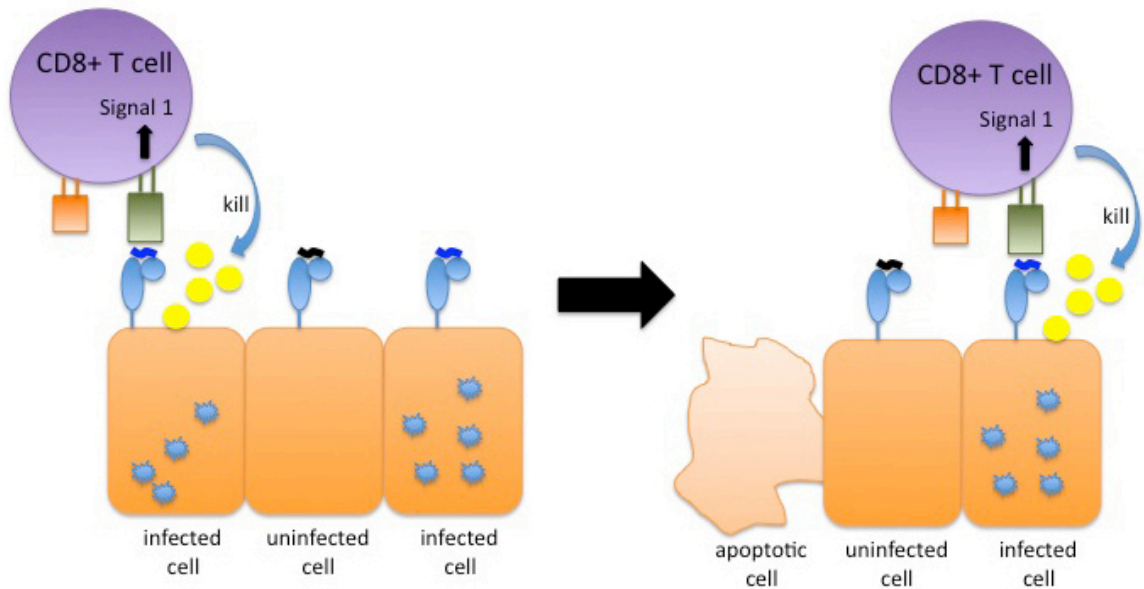 CD8+ T cell
Signal 1
kill
infected
cell
uninfected
cell
infected
cell
CD8+ T cell
Signal 1
kill
apoptotic
cell
uninfected
cell
infected
cell